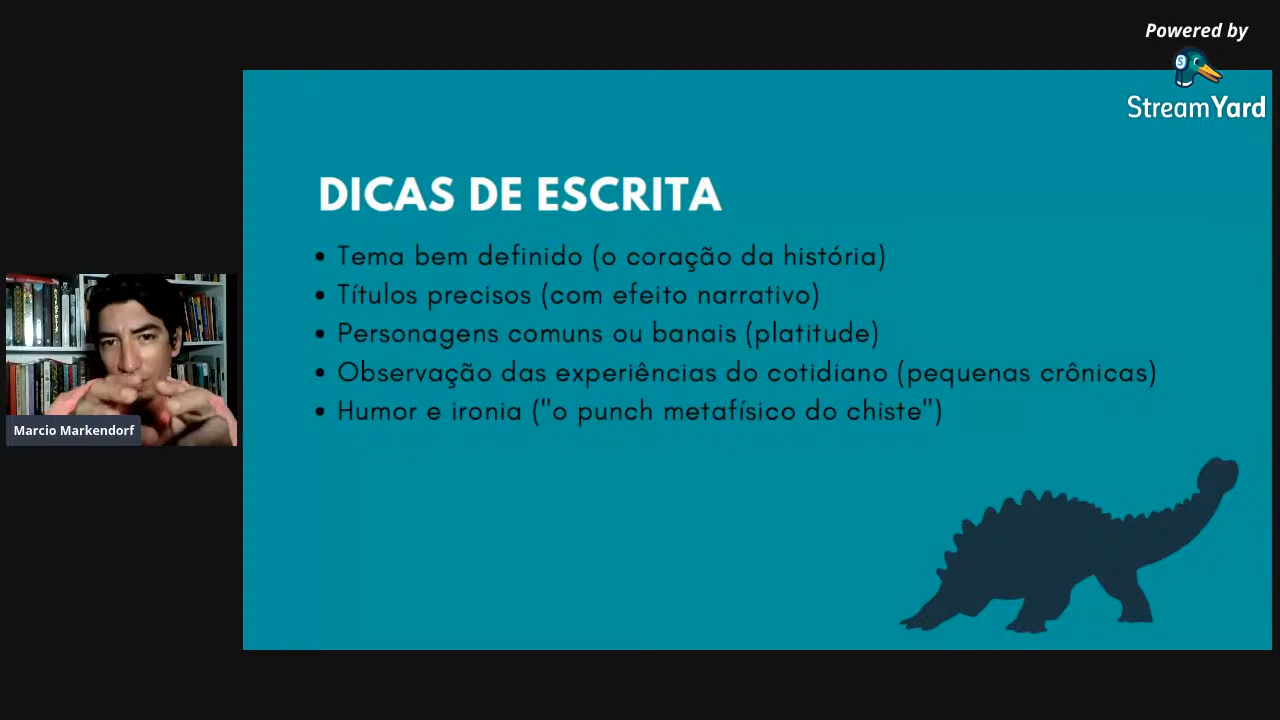 Powered by
StreamYard
DICAS DE ESCRITA
• Tema bem definido (o coração da história)
• Títulos precisos (com efeito narrativo)
• Personagens comuns ou banais (platitude)
• Observação das experiências do cotidiano (pequenas crônicas)
• Humor e ironia ("o punch metafísico do chiste")
Marcio Markendorf